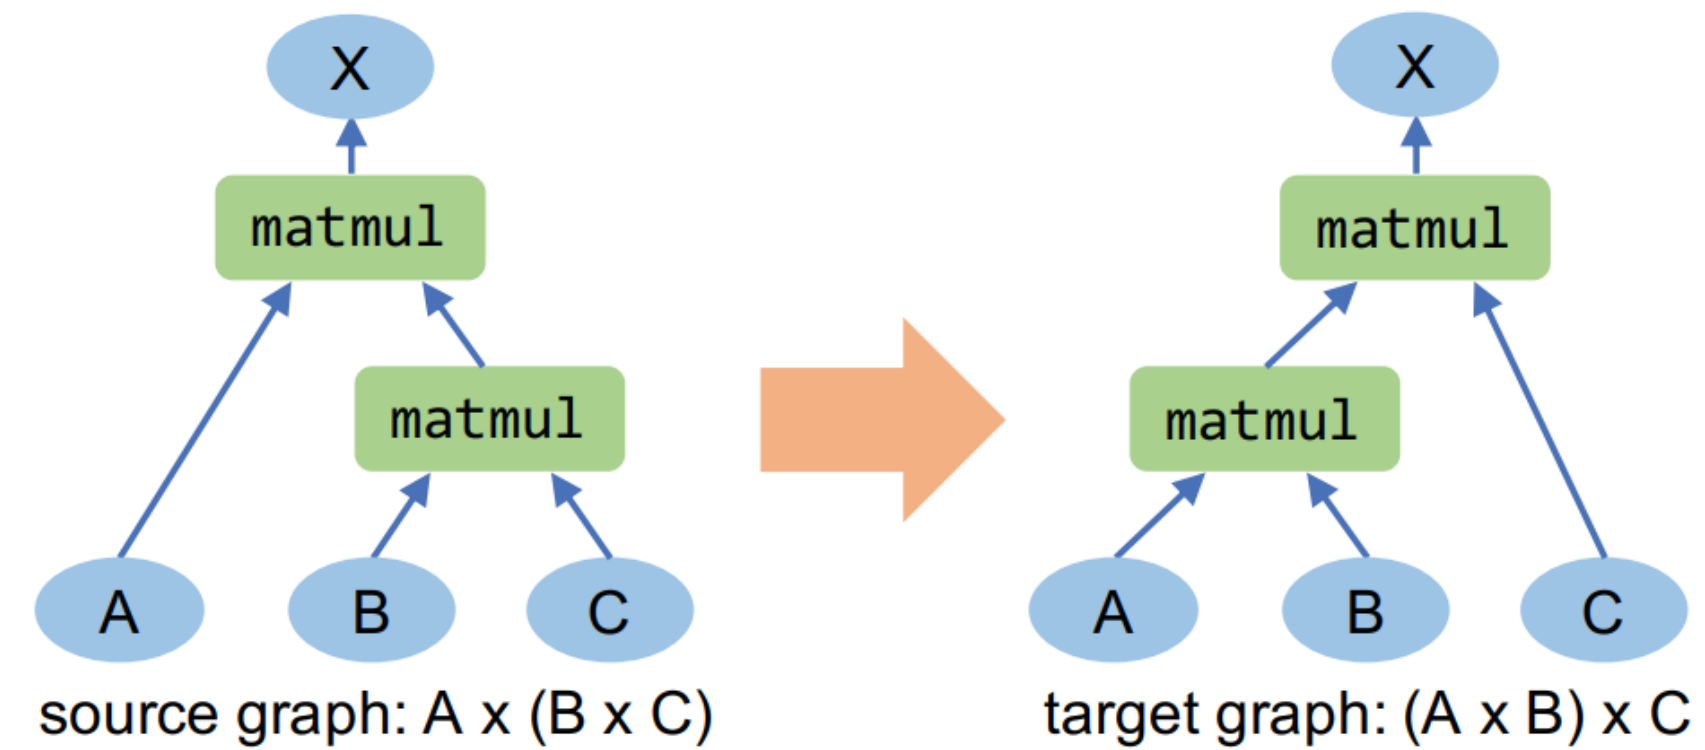 X
matmul
matmul
A
B
C
source graph: A x (B x C)
X
matmul
matmul
A
B
C
target graph: (A x B) x C